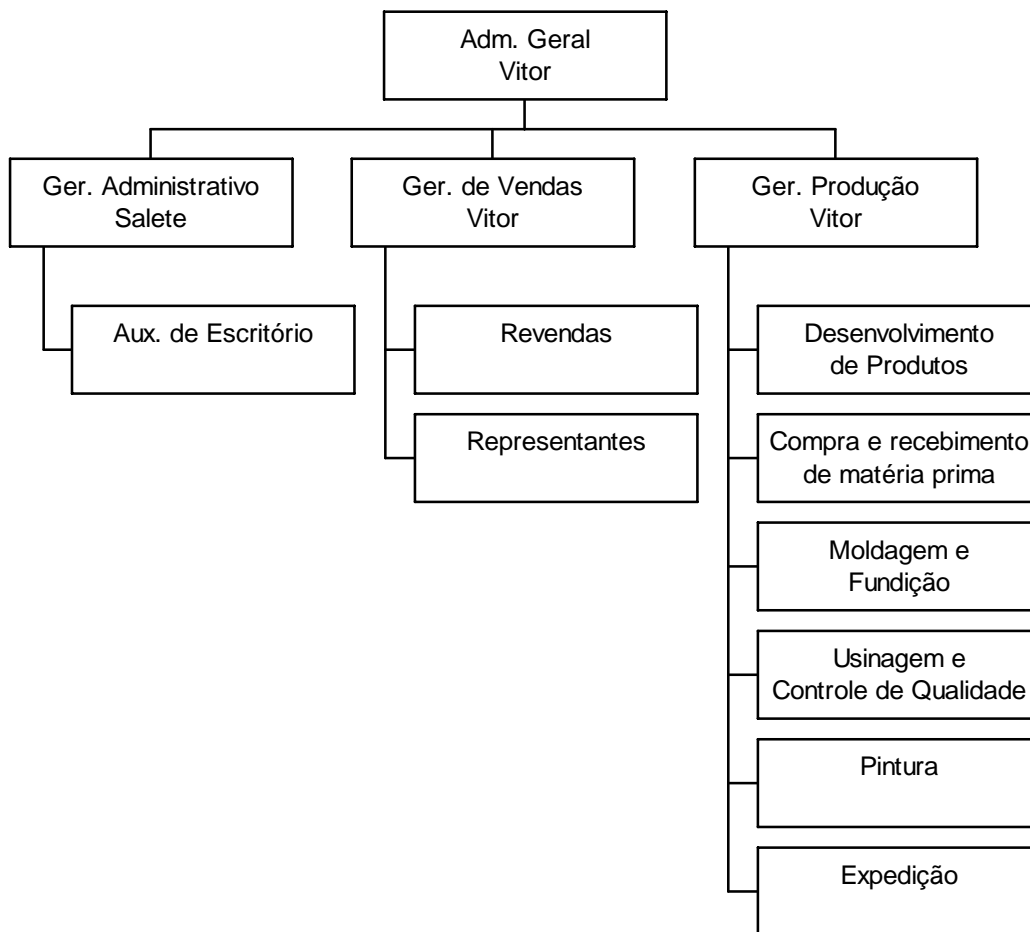 Adm. Geral
Vitor
Ger. Administrativo
Salete
Ger. de Vendas
Vitor
Ger. Produção
Vitor
Aux. de Escritório
Revendas
Representantes
Desenvolvimento
de Produtos
Compra e recebimento
de matéria prima
Moldagem e
Fundição
Usinagem e
Controle de Qualidade
Pintura
Expedição